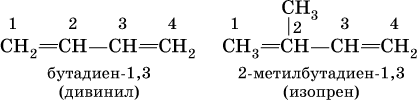 CH₃
1 2 3 4 1 2 3 4
CH₂=CH—CH=CH₂ CH₃=CH—CH=CH₂
бутадиен-1,3 2-метилбутадиен-1,3
(дивинил) (изопрен)